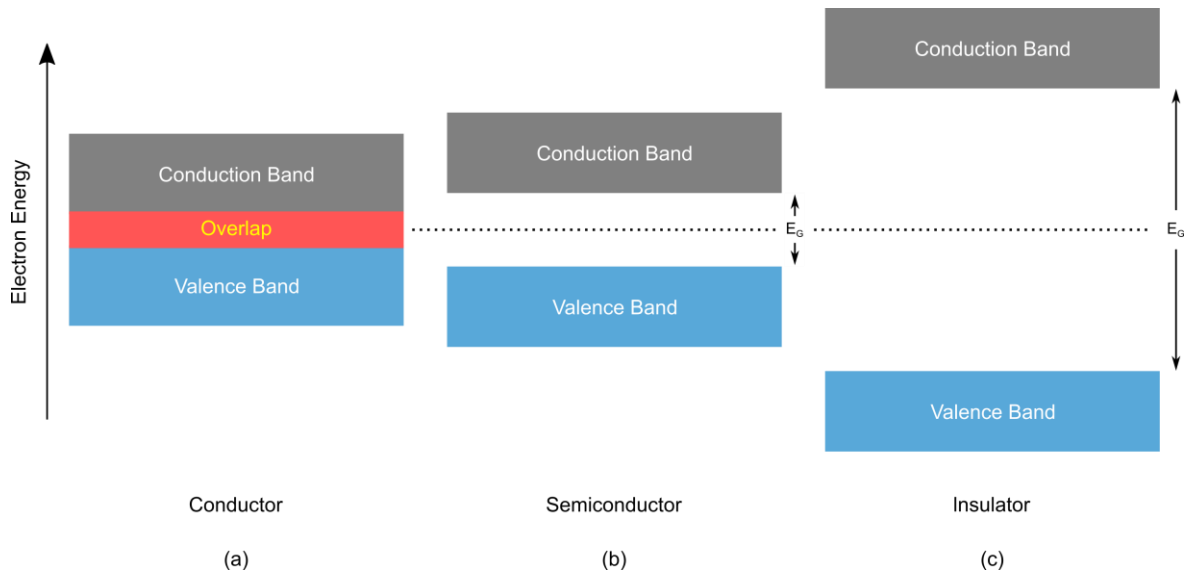 Electron Energy
Conduction Band
Overlap
Valence Band
Conductor
(a)
Conduction Band
E_G
Valence Band
Semiconductor
(b)
Conduction Band
E_G
Valence Band
Insulator
(c)